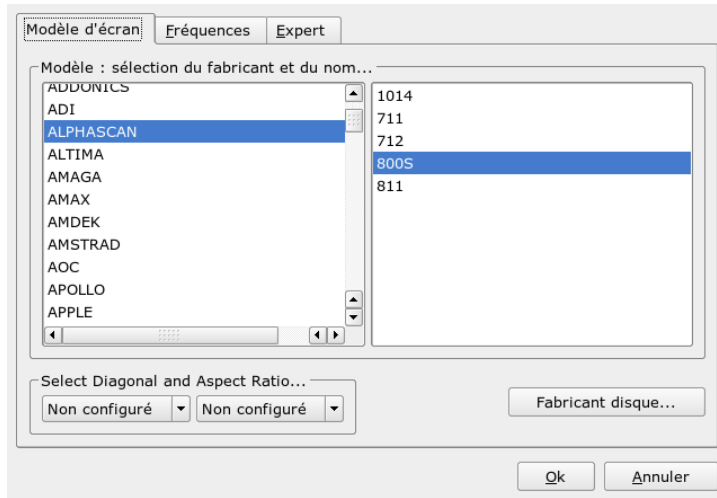 Modèle d'écran Fréquences Expert
Modèle : sélection du fabricant et du nom...
ADDONICS
ADI
ALPHASCAN
ALTIMA
AMAGA
AMAX
AMDEK
AMSTRAD
AOC
APOLLO
APPLE
1014
711
712
800S
811
Select Diagonal and Aspect Ratio...
Non configuré Non configuré
Fabricant disque...
Ok Annuler